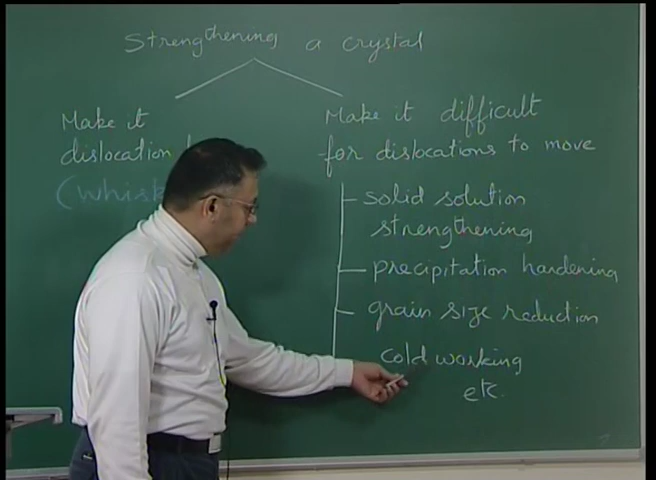 Strengthening a crystal
Make it
dislocation
(Whisk
Make it difficult
for dislocations to move
solid solution
strengthening
precipitation hardening
grain size reduction
cold working
etc.